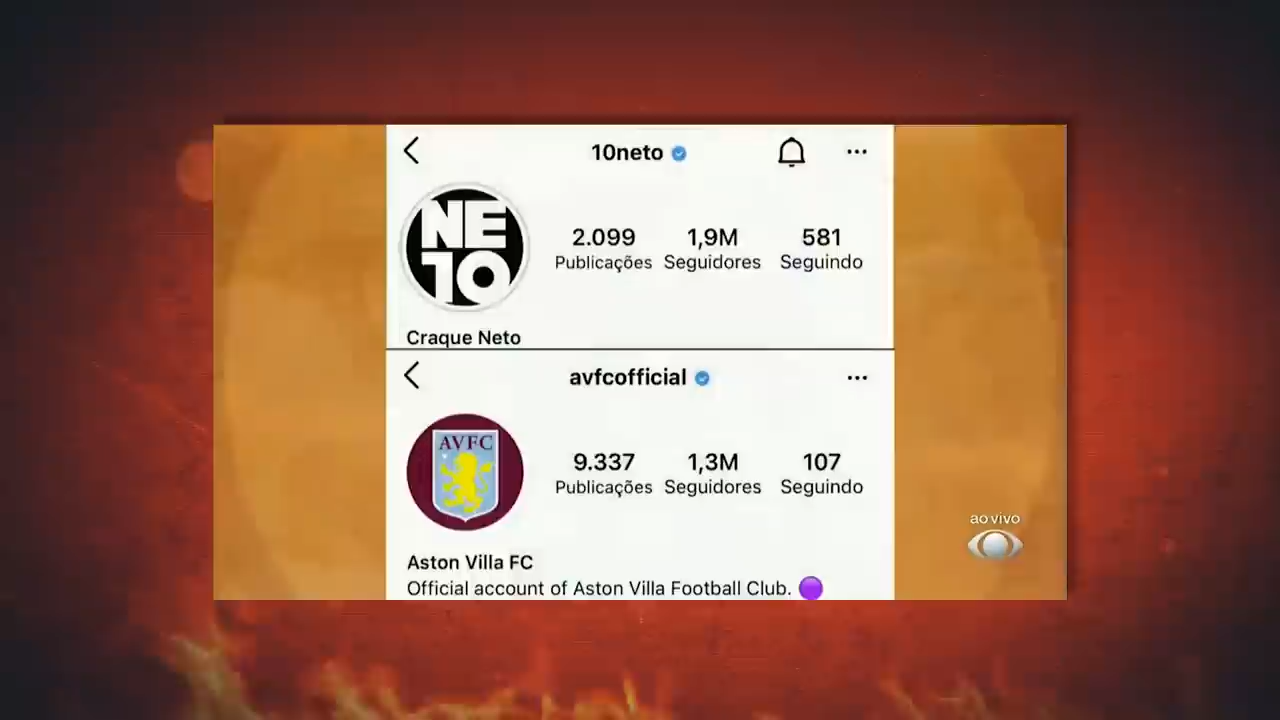 10neto
NE
10
2.099 1,9M 581
Publicações Seguidores Seguindo
Craque Neto
avfcofficial
AVFC
9.337 1,3M 107
Publicações Seguidores Seguindo
ao vivo
Aston Villa FC
Official account of Aston Villa Football Club.